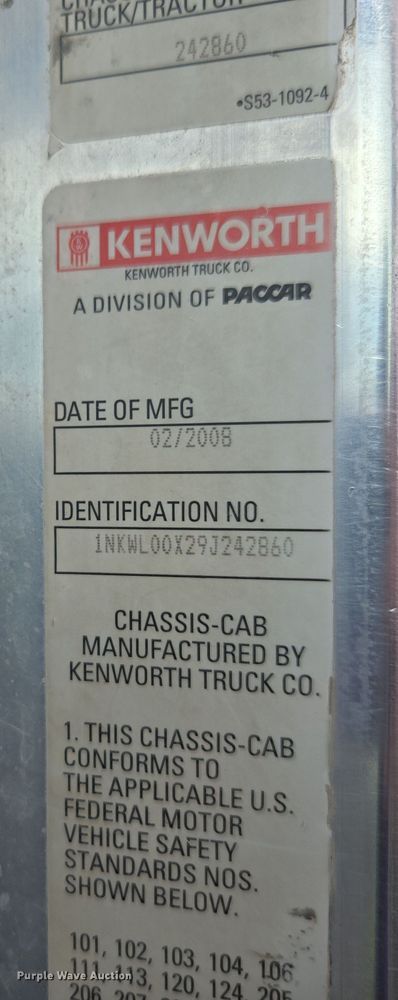 TRUCK/TRACTOR
242860
•S53-1092-4
KENWORTH
KENWORTH TRUCK CO.
A DIVISION OF PACCAR
DATE OF MFG
02/2008
IDENTIFICATION NO.
1NKWL00X29J242860
CHASSIS-CAB
MANUFACTURED BY
KENWORTH TRUCK CO.
1. THIS CHASSIS-CAB
CONFORMS TO
THE APPLICABLE U.S.
FEDERAL MOTOR
VEHICLE SAFETY
STANDARDS NOS.
SHOWN BELOW.
101, 102, 103, 104, 106
120, 124, 205
206, 207
Purple Wave Auction